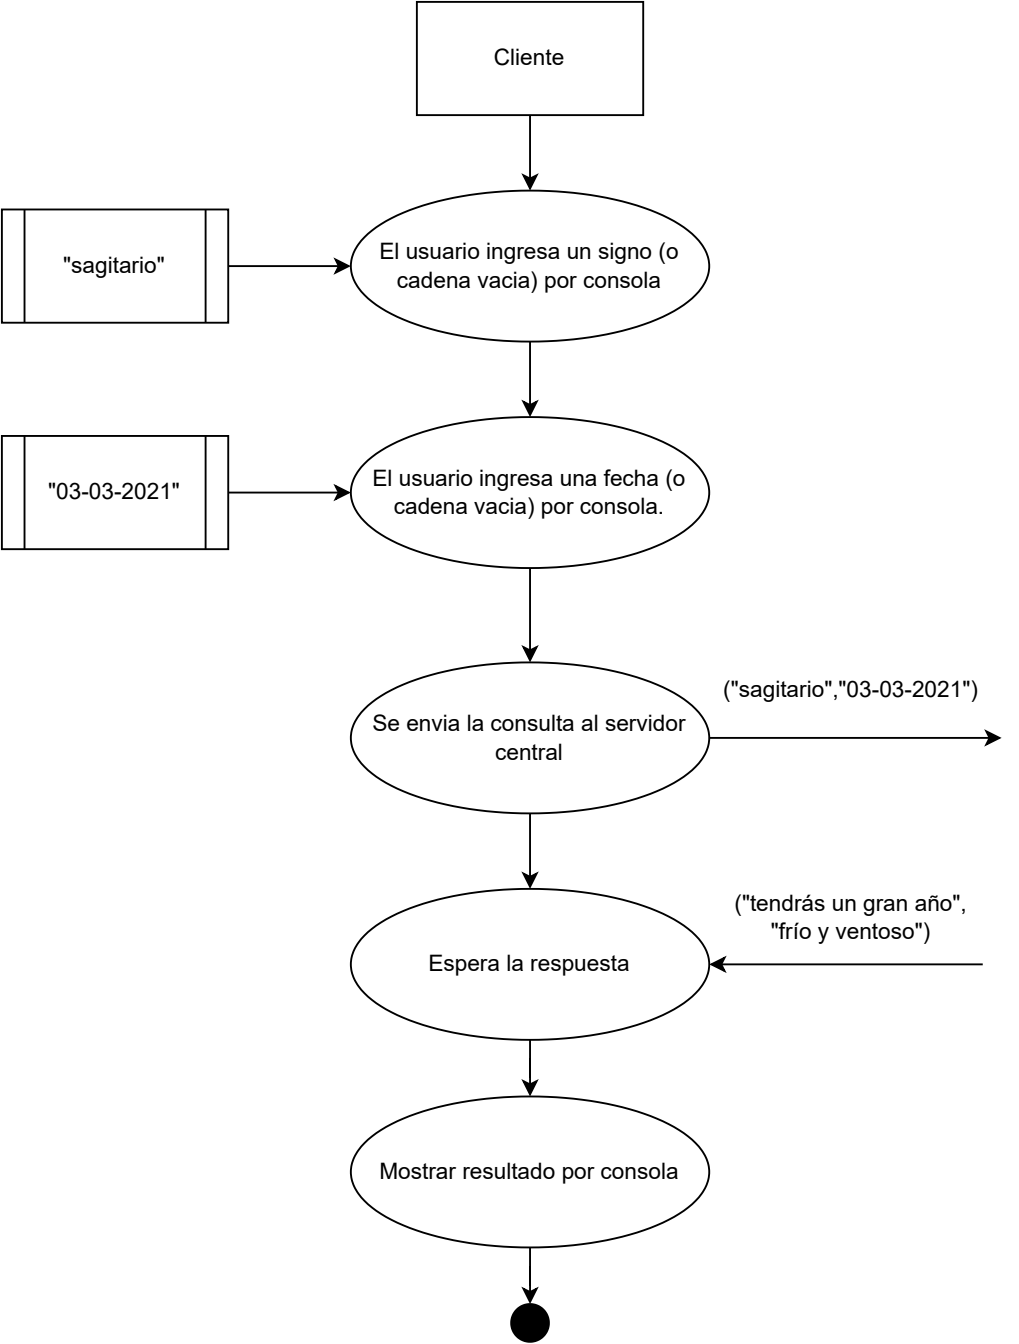 Cliente
"sagitario"
El usuario ingresa un signo (o
cadena vacia) por consola
"03-03-2021"
El usuario ingresa una fecha (o
cadena vacia) por consola.
Se envia la consulta al servidor
central
("sagitario","03-03-2021")
Espera la respuesta
("tendrás un gran año",
"frío y ventoso")
Mostrar resultado por consola